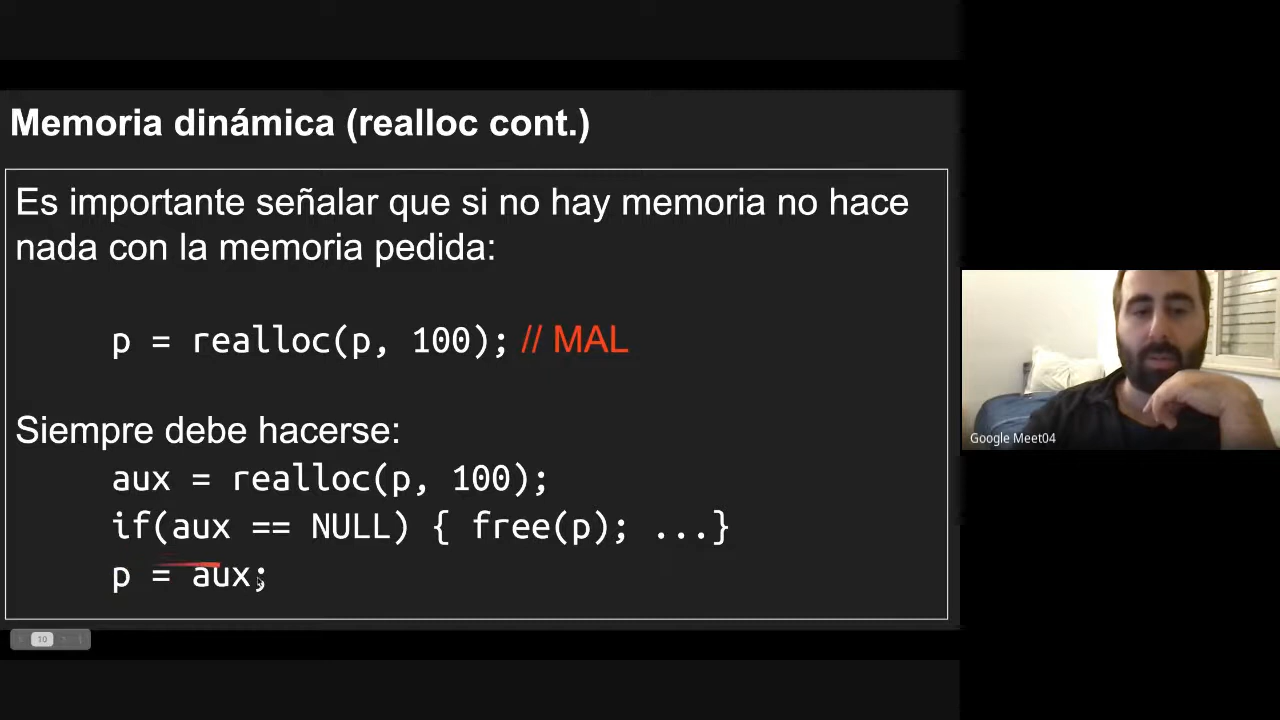 Memoria dinámica (realloc cont.)
Es importante señalar que si no hay memoria no hace
nada con la memoria pedida:
p = realloc(p, 100); // MAL
Siempre debe hacerse:
aux = realloc(p, 100);
if(aux == NULL) { free(p); ...}
p = aux;
Google Meet04
10